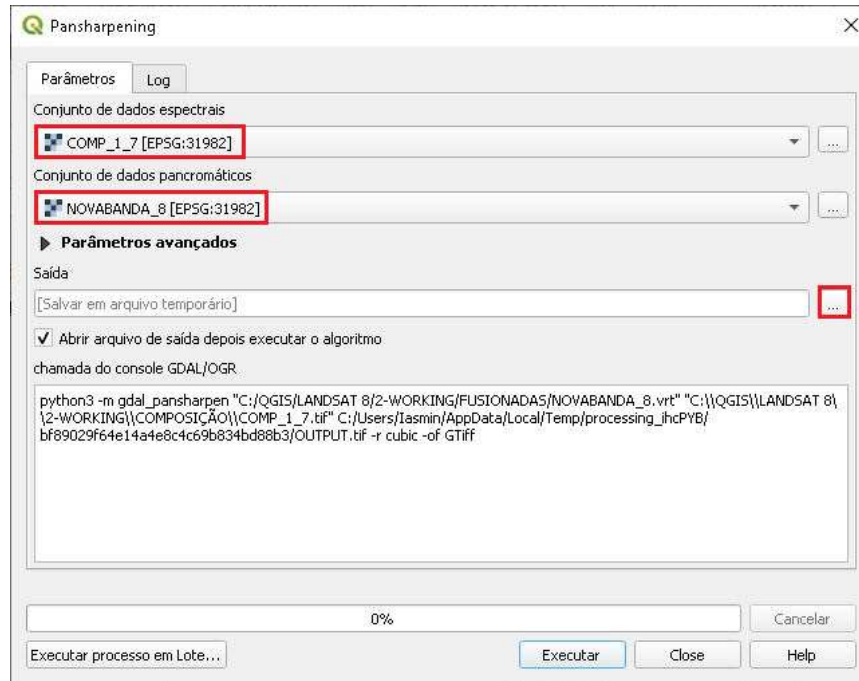 Pansharpening
Parâmetros
Log
Conjunto de dados espectrais
COMP_1_7 [EPSG:31982]
...
Conjunto de dados pancromáticos
NOVABANDA_8 [EPSG:31982]
...
Parâmetros avançados
Saída
[Salvar em arquivo temporário]
...
Abrir arquivo de saída depois executar o algoritmo
chamada do console GDAL/OGR
python3 -m gdal_pansharpen "C:/QGIS/LANDSAT 8/2-WORKING/FUSIONADAS/NOVABANDA_8.vrt" "C:\\QGIS\\LANDSAT 8\
\2-WORKING\\COMPOSIÇÃO\\COMP_1_7.tif" C:/Users/Iasmin/AppData/Local/Temp/processing_ihcPYB/
bf89029f64e14a4e8c4c69b834bd88b3/OUTPUT.tif -r cubic -of GTiff
0%
Cancelar
Executar processo em Lote...
Executar
Close
Help